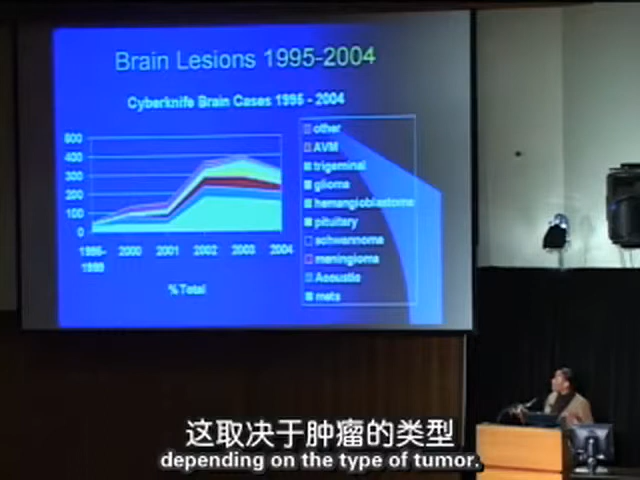 Brain Lesions 1995-2004
Cyberknife Brain Cases 1995 - 2004
500
400
300
200
100
0
1995-
1999
2000
2001
2002
2003
2004
% Total
other
AVM
trigeminal
glioma
hemangioblastoma
pituitary
schwannoma
meningioma
Acoustic
mets
这取决于肿瘤的类型
depending on the type of tumor.